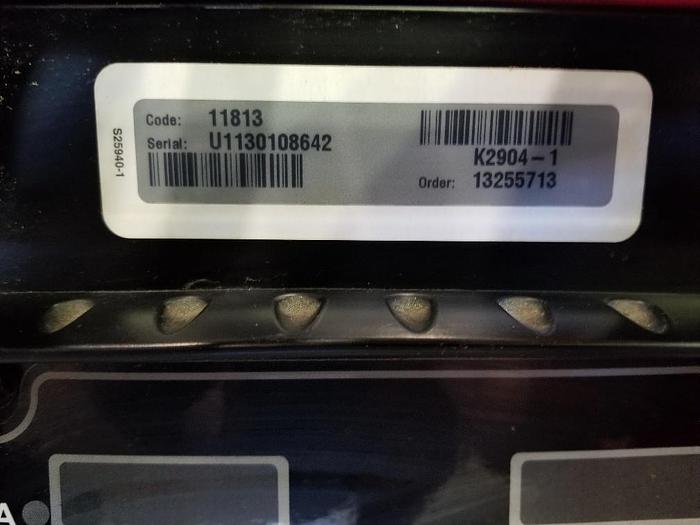 S25940-1
Code: 11813
Serial: U1130108642
K2904-1
Order: 13255713
A